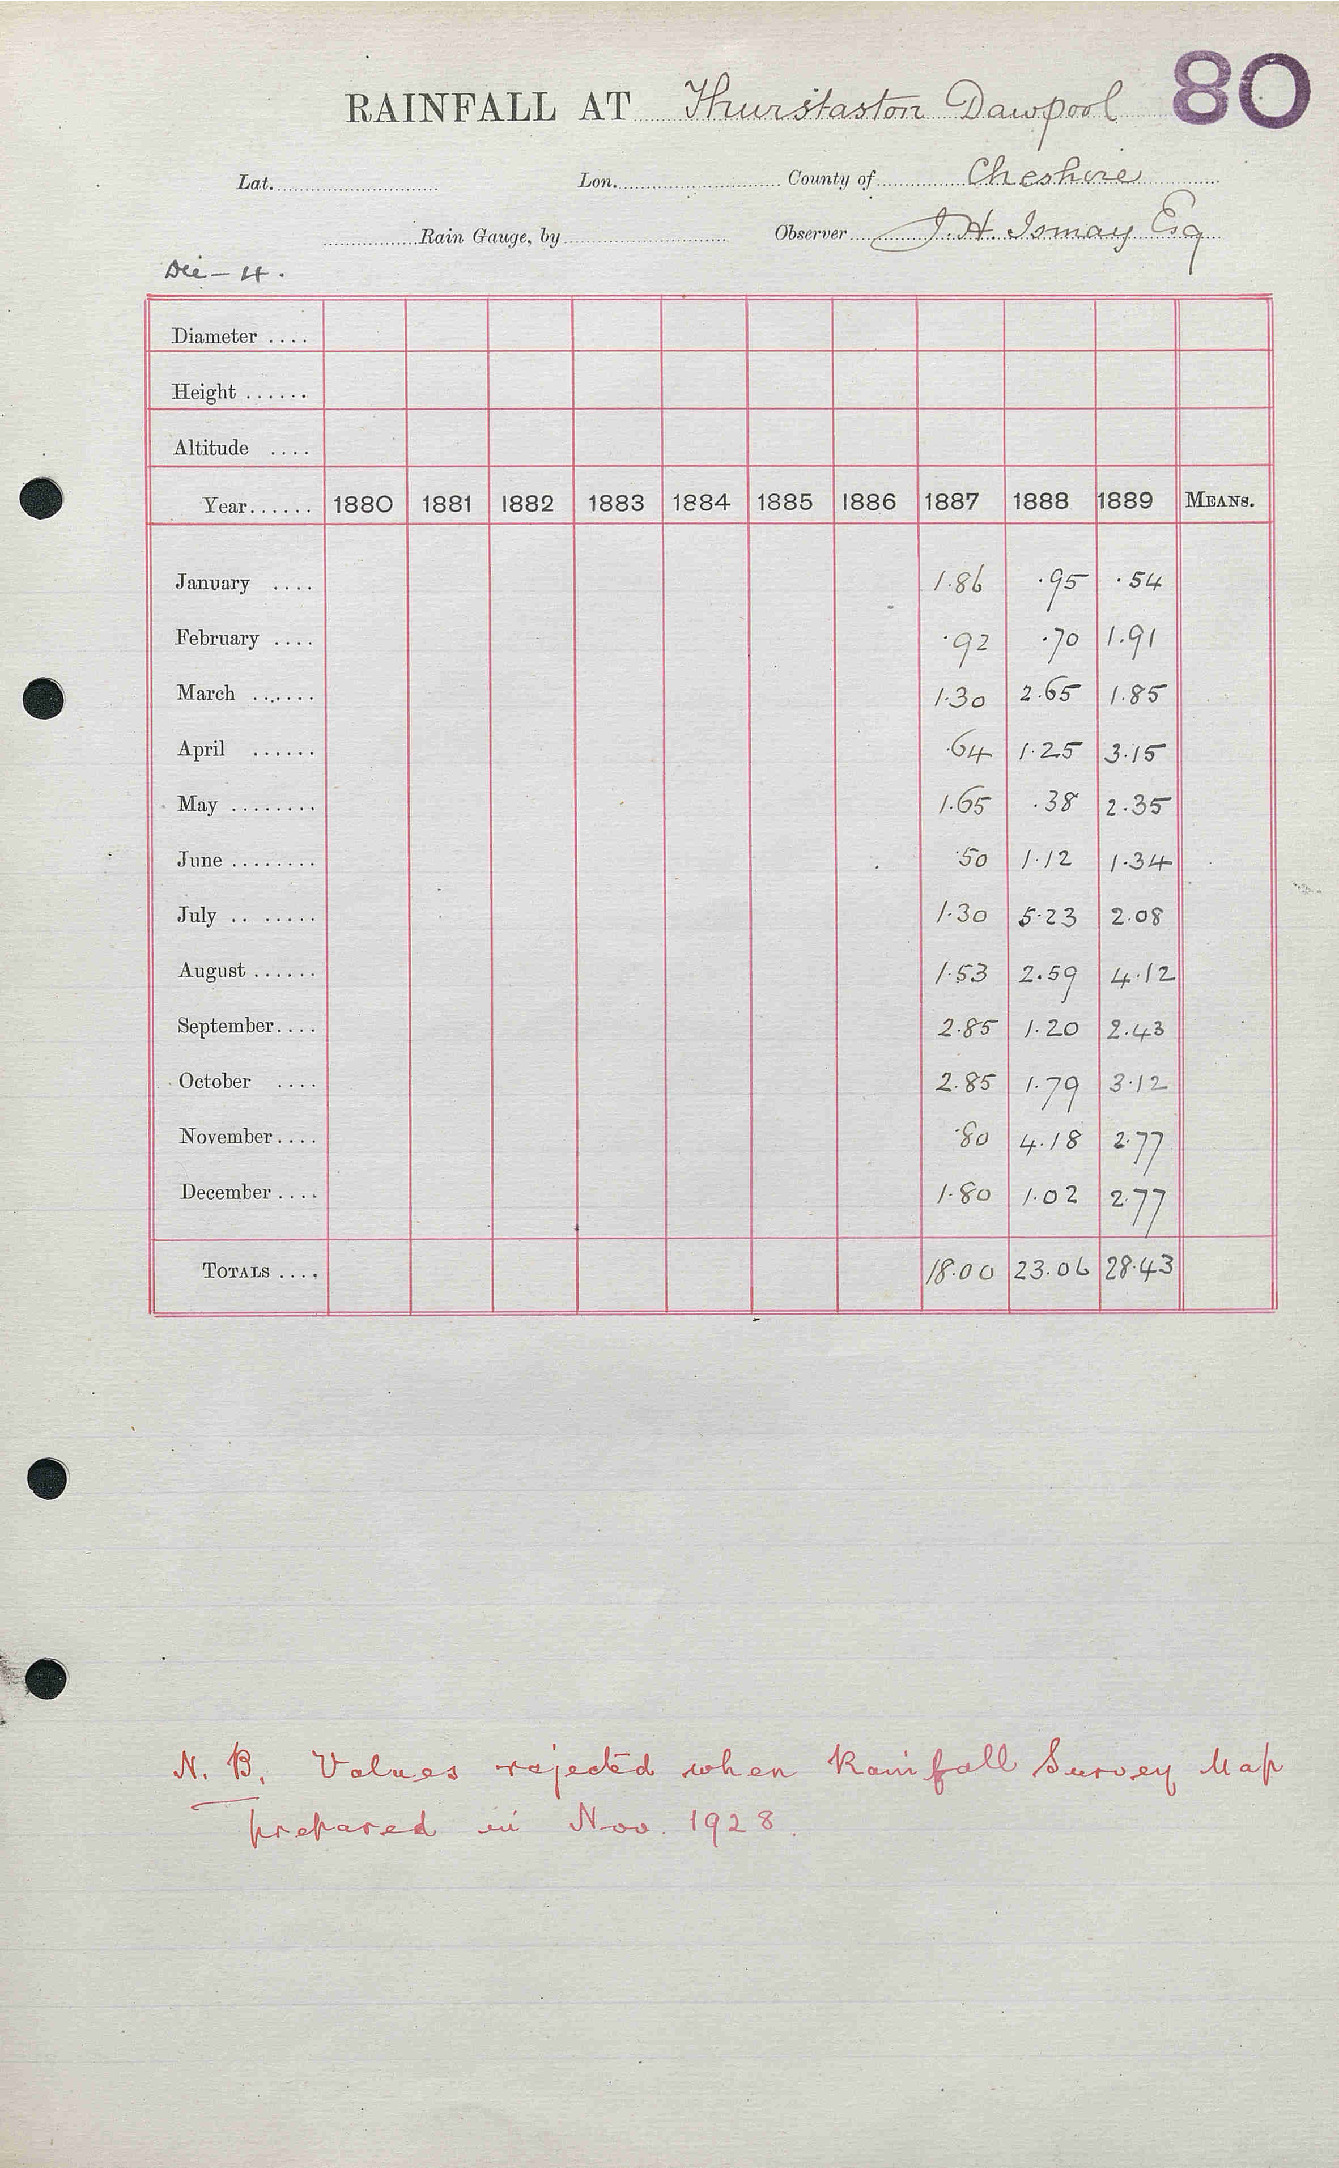 RAINFALL AT Thurstaston Dawpool 80
Lat. Lon. County of Cheshire
Rain Gauge, by Observer J. H. Ismay Esq
Dee – 4.
Diameter ....
Height ......
Altitude ....
Year...... 1880 1881 1882 1883 1884 1885 1886 1887 1888 1889 MEANS.
January .... 1.86 .95 .54
February .... .92 .70 1.91
March ...... 1.30 2.65 1.85
April ...... .64 1.25 3.15
May ........ 1.65 .38 2.35
June ........ .50 1.12 1.34
July .. ...... 1.30 5.23 2.08
August ...... 1.53 2.59 4.12
September.... 2.85 1.20 2.43
October .... 2.85 1.79 3.12
November.... .80 4.18 2.77
December .... 1.80 1.02 2.77
TOTALS .... 18.00 23.06 28.43
N. B. Values rejected when Rainfall Survey Map
prepared in Nov. 1928.